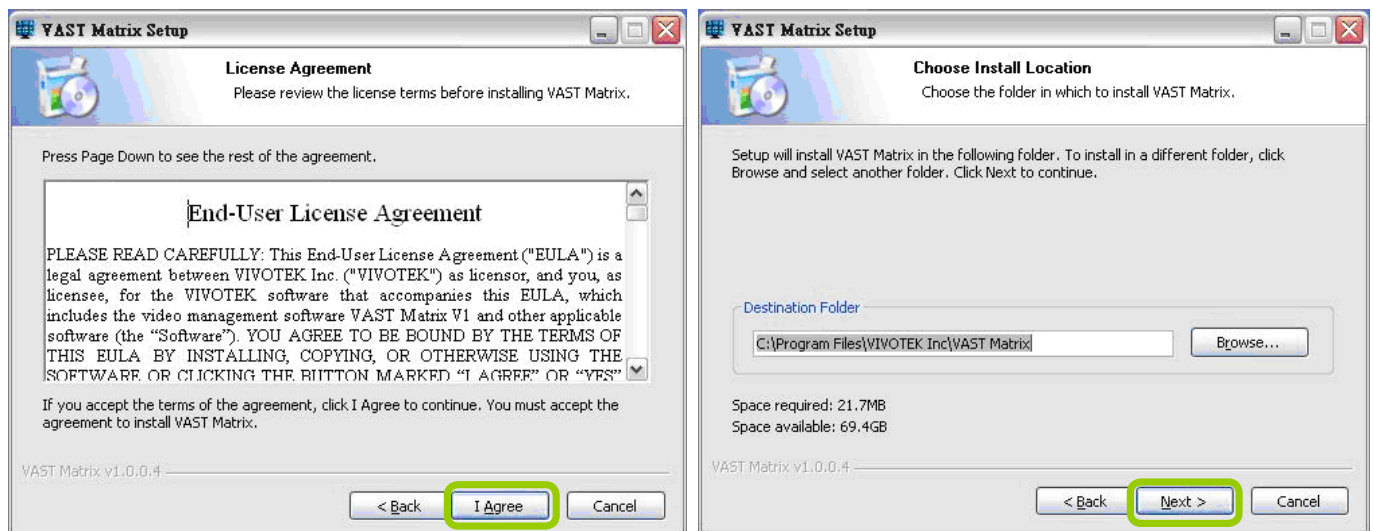 VAST Matrix Setup
License Agreement
Please review the license terms before installing VAST Matrix.
Press Page Down to see the rest of the agreement.
End-User License Agreement
PLEASE READ CAREFULLY: This End-User License Agreement ("EULA") is a
legal agreement between VIVOTEK Inc. ("VIVOTEK") as licensor, and you, as
licensee, for the VIVOTEK software that accompanies this EULA, which
includes the video management software VAST Matrix V1 and other applicable
software (the “Software”). YOU AGREE TO BE BOUND BY THE TERMS OF
THIS EULA BY INSTALLING, COPYING, OR OTHERWISE USING THE
SOFTWARE OR CLICKING THE BUTTON MARKED “I AGREE” OR “YES”
If you accept the terms of the agreement, click I Agree to continue. You must accept the
agreement to install VAST Matrix.
VAST Matrix v1.0.0.4
< Back
I Agree
Cancel
VAST Matrix Setup
Choose Install Location
Choose the folder in which to install VAST Matrix.
Setup will install VAST Matrix in the following folder. To install in a different folder, click
Browse and select another folder. Click Next to continue.
Destination Folder
C:\Program Files\VIVOTEK Inc\VAST Matrix
Browse...
Space required: 21.7MB
Space available: 69.4GB
VAST Matrix v1.0.0.4
< Back
Next >
Cancel